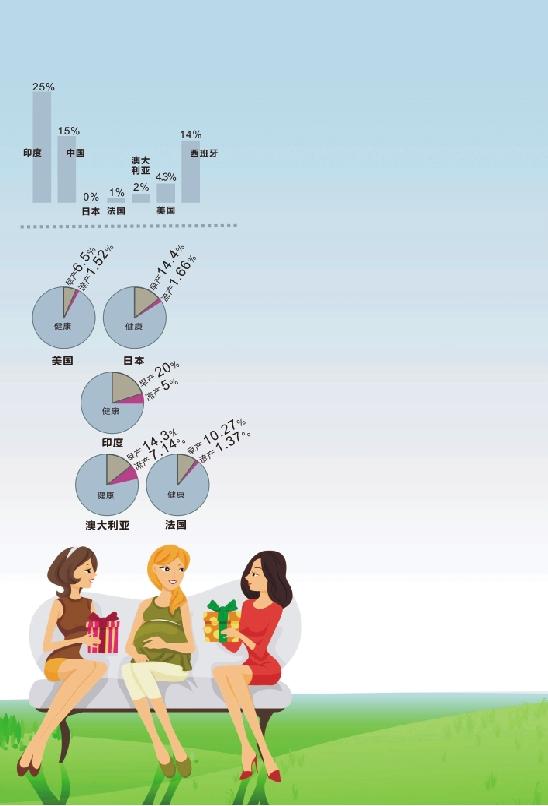 25%
15%
14%
印度
中国
澳大
利亚
西班牙
0%
1%
2%
4.3%
日本
法国
美国
早产6.5%
流产1.52%
早产14.4%
流产1.66%
健康
健康
美国
日本
早产20%
流产5%
健康
印度
早产14.3%
流产7.14%
早产10.27%
流产1.37%
健康
健康
澳大利亚
法国